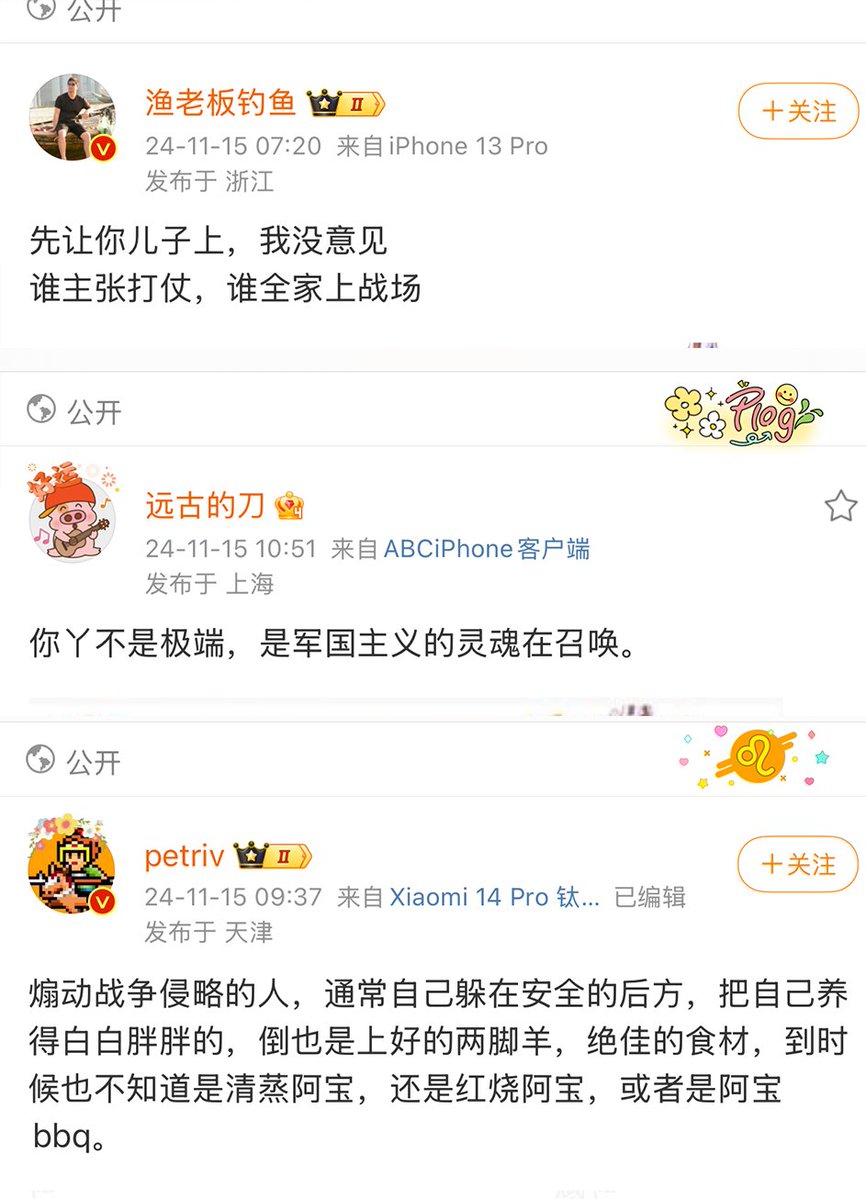 公开
渔老板钓鱼 II
+关注
24-11-15 07:20 来自 iPhone 13 Pro
发布于 浙江
先让你儿子上，我没意见
谁主张打仗，谁全家上战场
公开
Plog
好运
远古的刀
24-11-15 10:51 来自 ABCiPhone客户端
发布于 上海
你丫不是极端，是军国主义的灵魂在召唤。
公开
petriv II
+关注
24-11-15 09:37 来自 Xiaomi 14 Pro 钛... 已编辑
发布于 天津
煽动战争侵略的人，通常自己躲在安全的后方，把自己养
得白白胖胖的，倒也是上好的两脚羊，绝佳的食材，到时
候也不知道是清蒸阿宝，还是红烧阿宝，或者是阿宝
bbq。